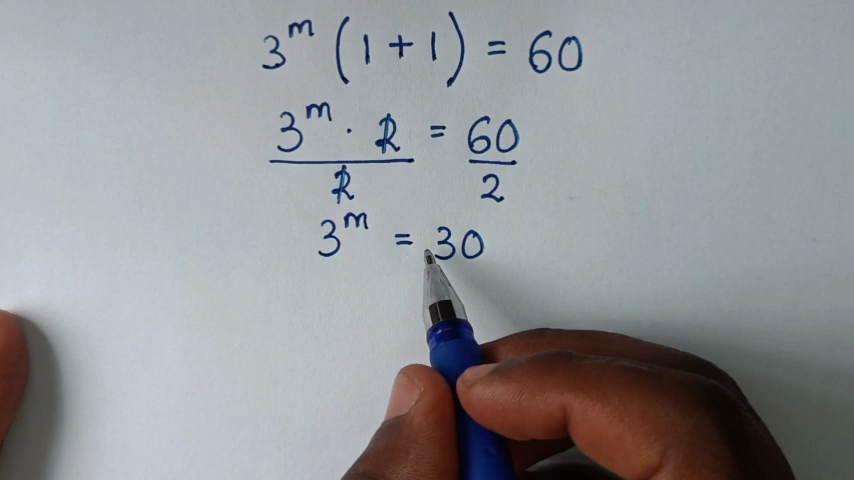 3^m (1 + 1) = 60
3^m · 2 / 2 = 60 / 2
3^m = 30